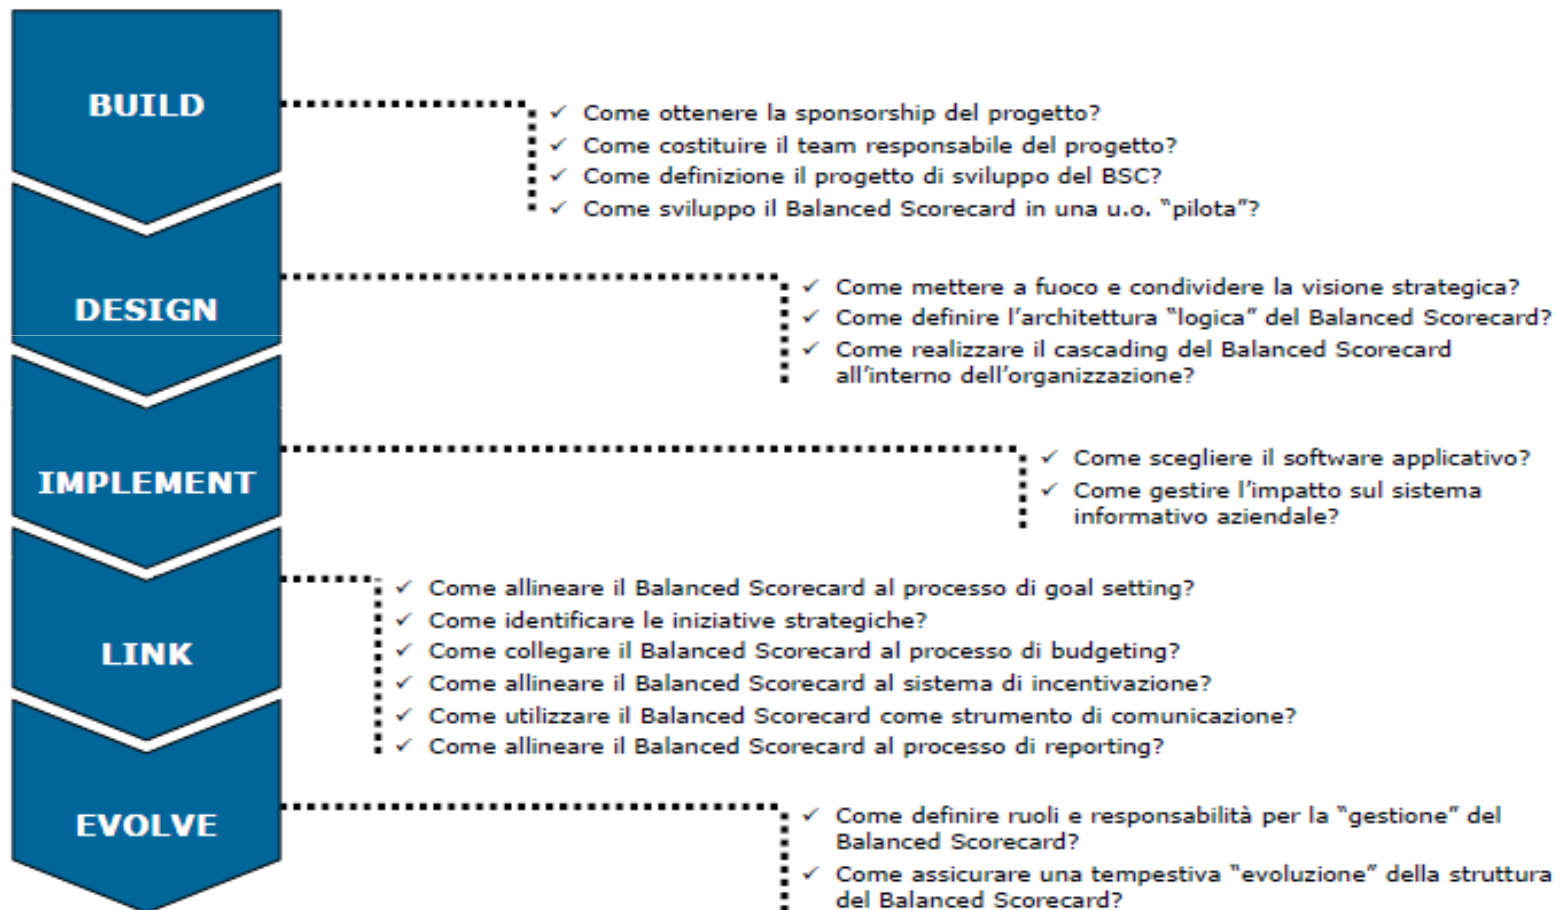 BUILD
✓ Come ottenere la sponsorship del progetto?
✓ Come costituire il team responsabile del progetto?
✓ Come definizione il progetto di sviluppo del BSC?
✓ Come sviluppo il Balanced Scorecard in una u.o. “pilota”?
DESIGN
✓ Come mettere a fuoco e condividere la visione strategica?
✓ Come definire l’architettura “logica” del Balanced Scorecard?
✓ Come realizzare il cascading del Balanced Scorecard
all’interno dell’organizzazione?
IMPLEMENT
✓ Come scegliere il software applicativo?
✓ Come gestire l’impatto sul sistema
informativo aziendale?
LINK
✓ Come allineare il Balanced Scorecard al processo di goal setting?
✓ Come identificare le iniziative strategiche?
✓ Come collegare il Balanced Scorecard al processo di budgeting?
✓ Come allineare il Balanced Scorecard al sistema di incentivazione?
✓ Come utilizzare il Balanced Scorecard come strumento di comunicazione?
✓ Come allineare il Balanced Scorecard al processo di reporting?
EVOLVE
✓ Come definire ruoli e responsabilità per la “gestione” del
Balanced Scorecard?
✓ Come assicurare una tempestiva “evoluzione” della struttura
del Balanced Scorecard?